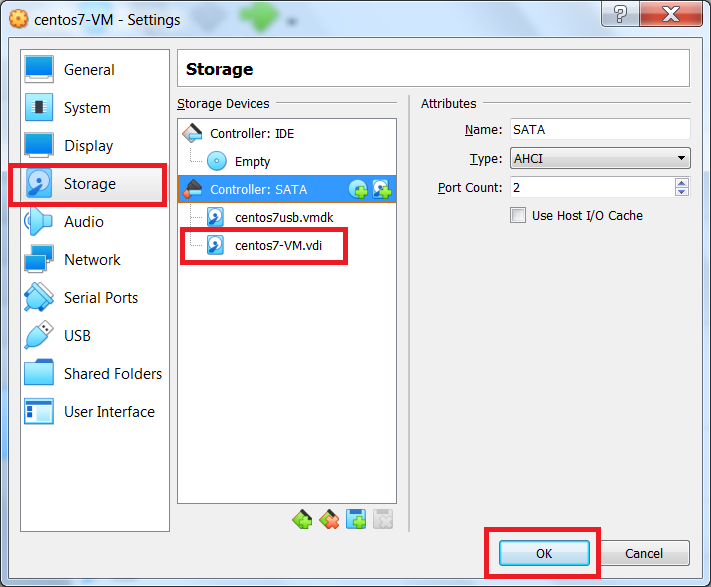 centos7-VM - Settings
General
System
Display
Storage
Audio
Network
Serial Ports
USB
Shared Folders
User Interface
Storage
Storage Devices
Controller: IDE
Empty
Controller: SATA
centos7usb.vmdk
centos7-VM.vdi
Attributes
Name: SATA
Type: AHCI
Port Count: 2
Use Host I/O Cache
OK
Cancel